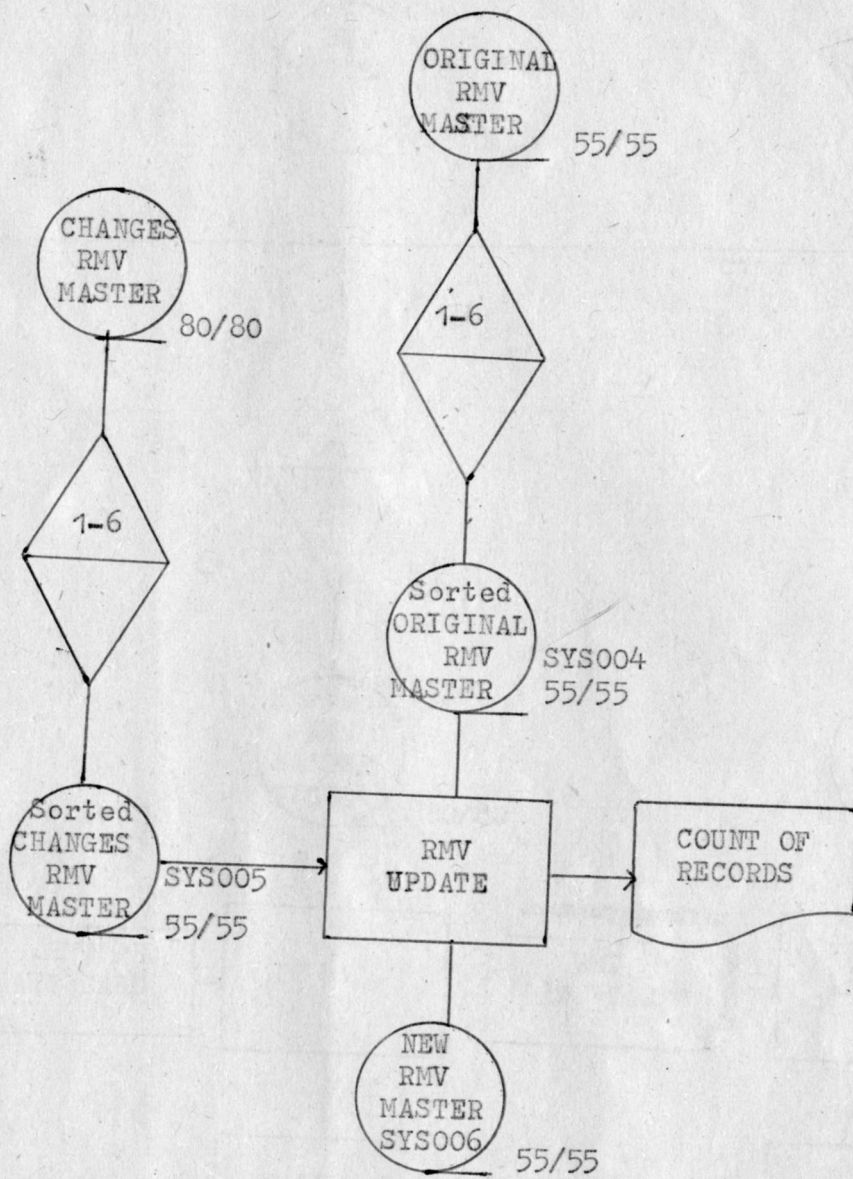 ORIGINAL
RMV
MASTER
55/55
CHANGES
RMV
MASTER
80/80
1-6
1-6
Sorted
ORIGINAL
RMV
MASTER
SYS004
55/55
Sorted
CHANGES
RMV
MASTER
SYS005
55/55
RMV
UPDATE
COUNT OF
RECORDS
NEW
RMV
MASTER
SYS006
55/55